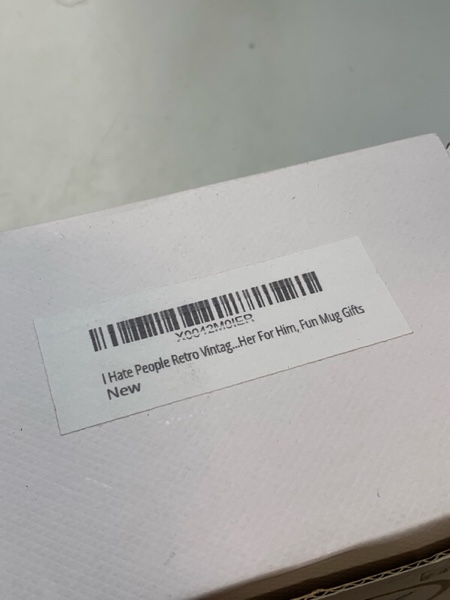 X0042M0IER
I Hate People Retro Vintag...Her For Him, Fun Mug Gifts
New